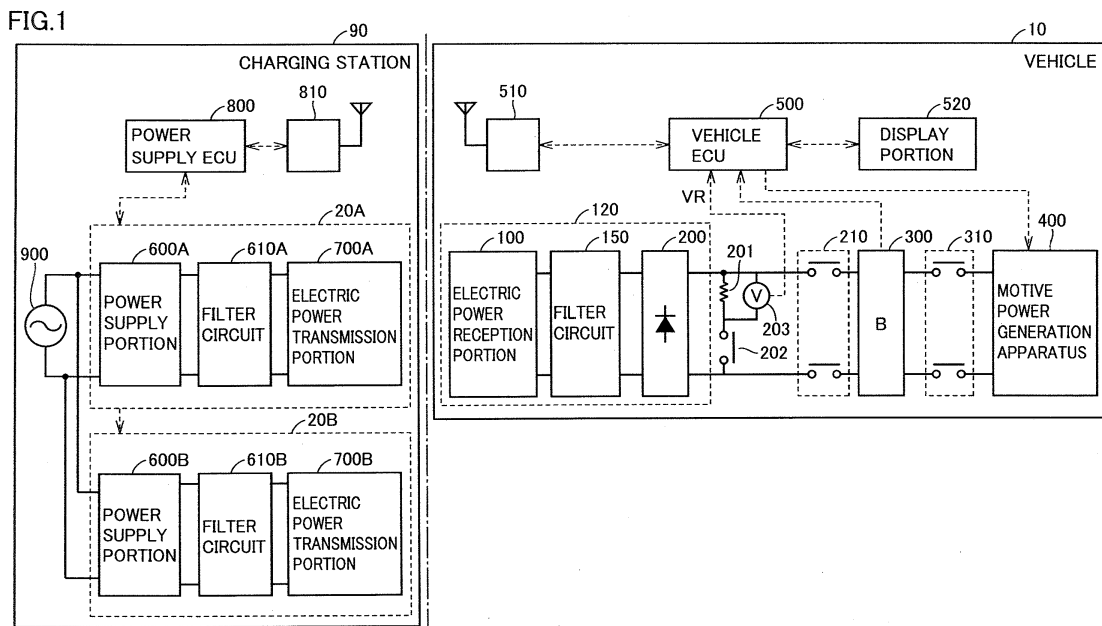 FIG.1
90
CHARGING STATION
800
810
POWER
SUPPLY ECU
20A
900
600A
610A
700A
POWER
SUPPLY
PORTION
FILTER
CIRCUIT
ELECTRIC
POWER
TRANSMISSION
PORTION
20B
600B
610B
700B
POWER
SUPPLY
PORTION
FILTER
CIRCUIT
ELECTRIC
POWER
TRANSMISSION
PORTION
10
VEHICLE
510
500
520
VEHICLE
ECU
DISPLAY
PORTION
VR
120
100
150
200
201
210
300
310
400
ELECTRIC
POWER
RECEPTION
PORTION
FILTER
CIRCUIT
V
203
202
B
MOTIVE
POWER
GENERATION
APPARATUS